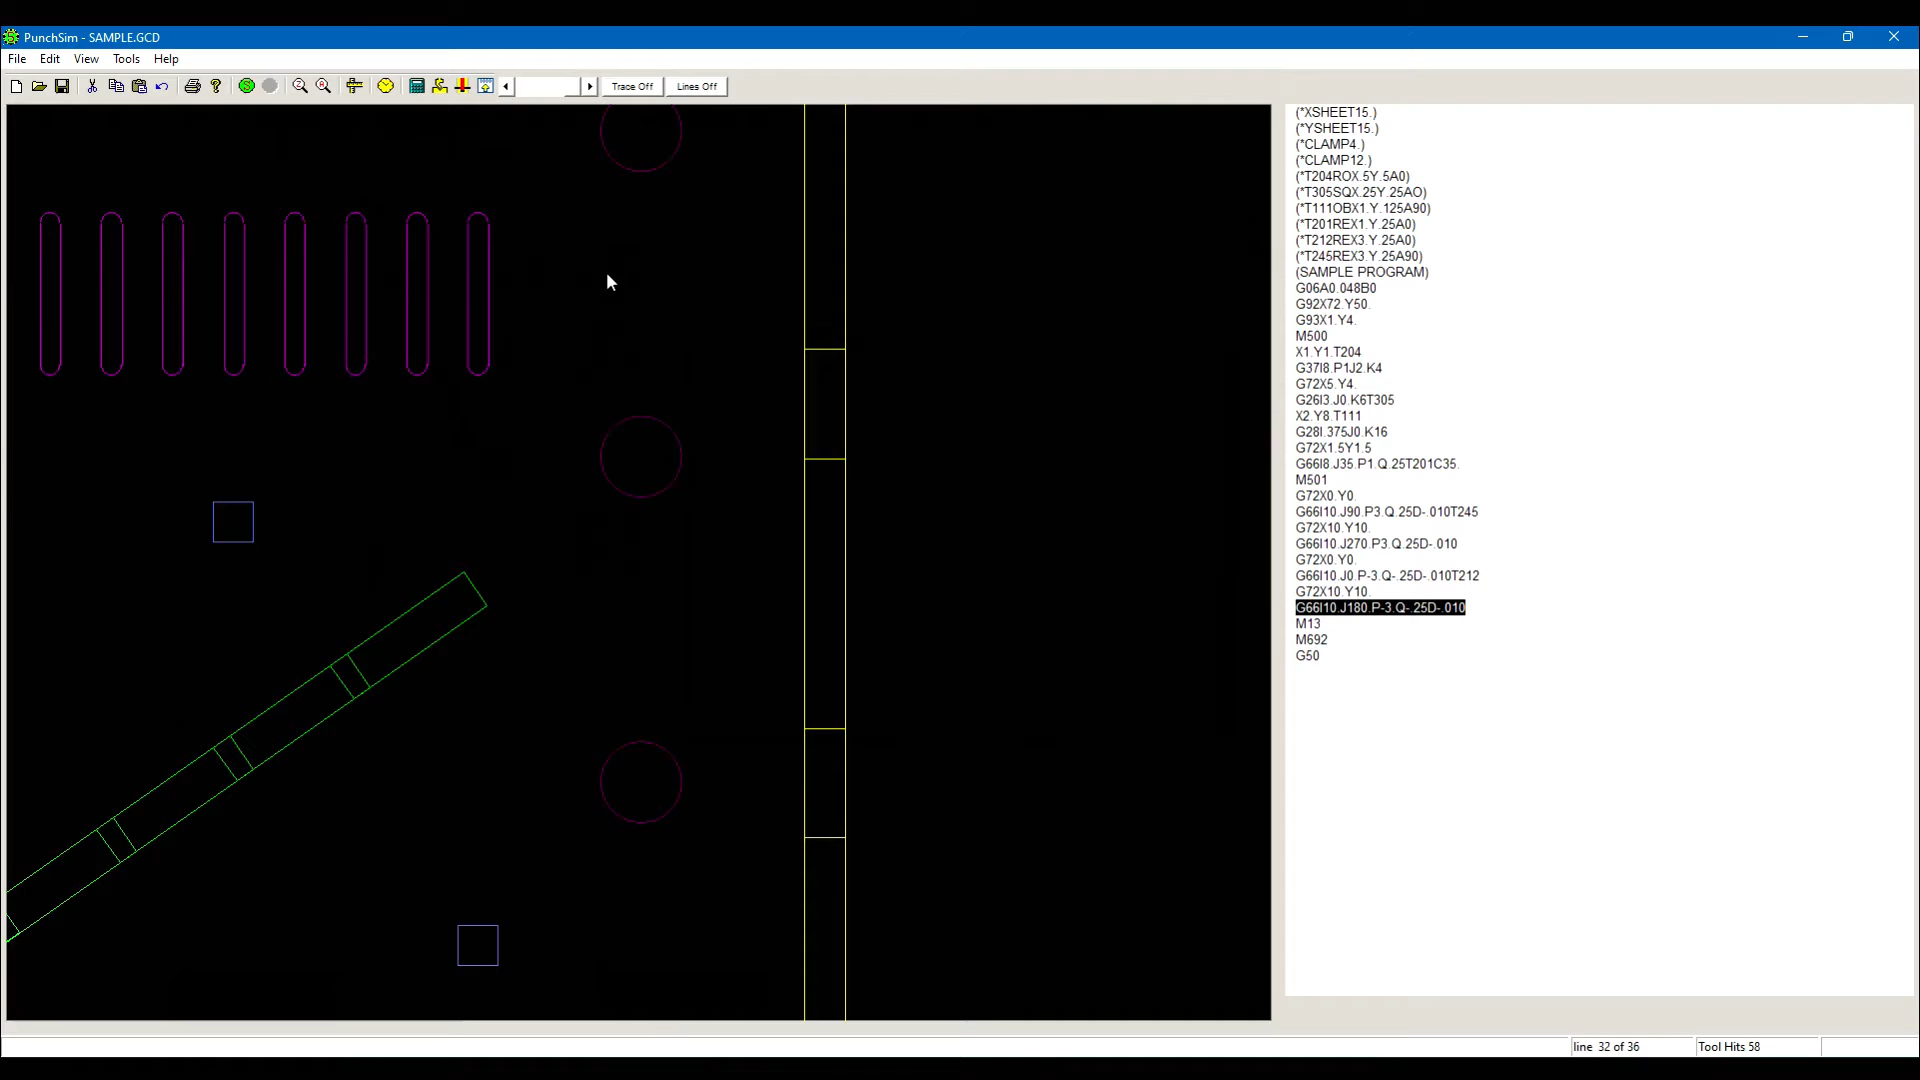 PunchSim - SAMPLE.GCD
File Edit View Tools Help
Trace Off Lines Off
(*XSHEET15.)
(*YSHEET15.)
(*CLAMP4.)
(*CLAMP12.)
(*T204ROX.5Y.5A0)
(*T305SQX.25Y.25AO)
(*T111OBX1.Y.125A90)
(*T201REX1.Y.25A0)
(*T212REX3.Y.25A0)
(*T245REX3.Y.25A90)
(SAMPLE PROGRAM)
G06A0.048B0
G92X72.Y50.
G93X1.Y4.
M500
X1.Y1.T204
G37I8.P1J2.K4
G72X5.Y4.
G26I3.J0.K6T305
X2.Y8.T111
G28I.375J0.K16
G72X1.5Y1.5
G66I8.J35.P1.Q.25T201C35.
M501
G72X0.Y0.
G66I10.J90.P3.Q.25D-.010T245
G72X10.Y10.
G66I10.J270.P3.Q.25D-.010
G72X0.Y0.
G66I10.J0.P-3.Q-.25D-.010T212
G72X10.Y10.
G66I10.J180.P-3.Q-.25D-.010
M13
M692
G50
line 32 of 36 Tool Hits 58